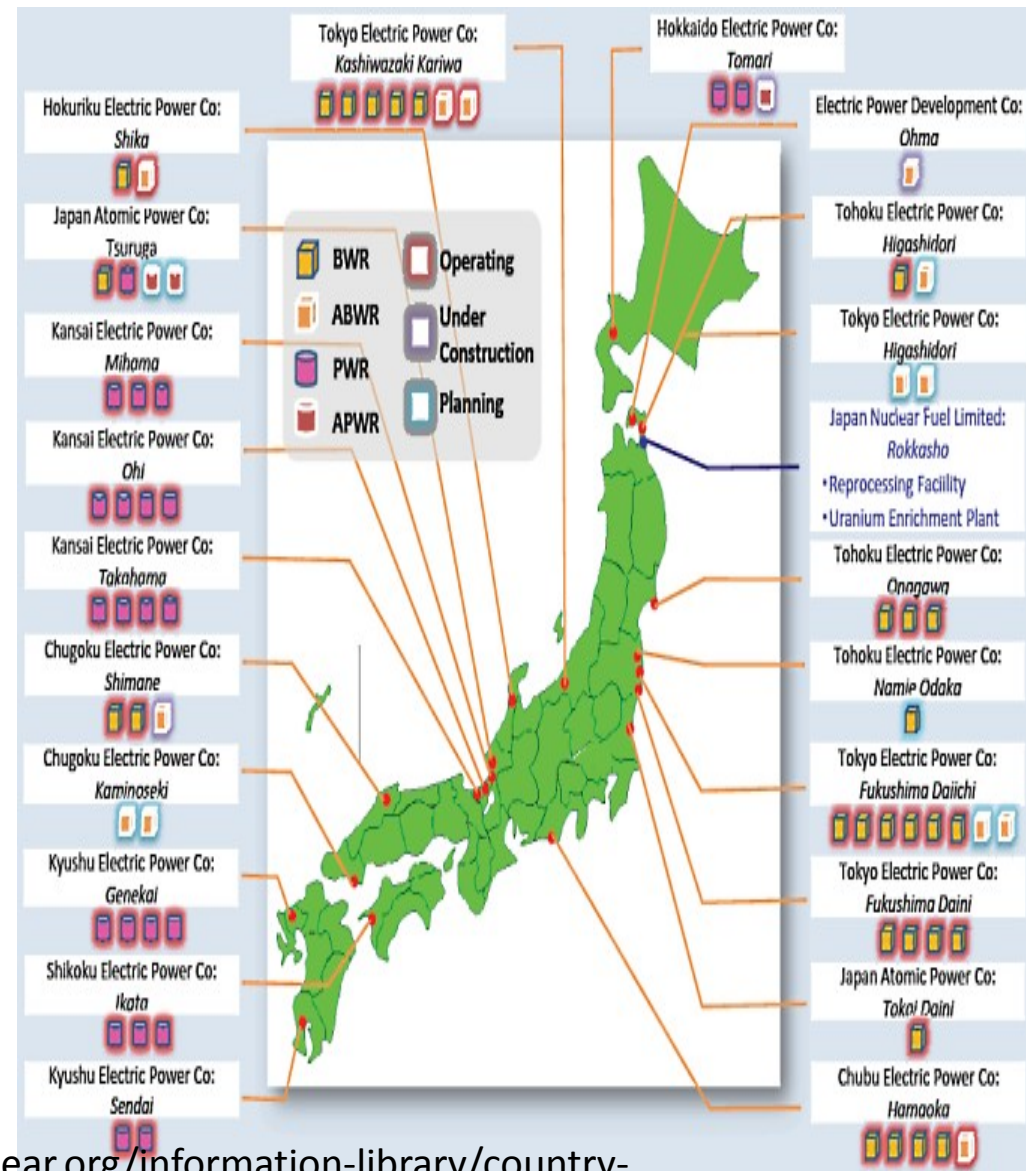 Tokyo Electric Power Co:
Kashiwazaki Kariwa
Hokkaido Electric Power Co:
Tomari
Hokuriku Electric Power Co:
Shika
Japan Atomic Power Co:
Tsuruga
Kansai Electric Power Co:
Mihama
Kansai Electric Power Co:
Ohi
Kansai Electric Power Co:
Takahama
Chugoku Electric Power Co:
Shimane
Chugoku Electric Power Co:
Kaminoseki
Kyushu Electric Power Co:
Genekai
Shikoku Electric Power Co:
Ikata
Kyushu Electric Power Co:
Sendai
BWR
ABWR
PWR
APWR
Operating
Under
Construction
Planning
Electric Power Development Co:
Ohma
Tohoku Electric Power Co:
Higashidori
Tokyo Electric Power Co:
Higashidori
Japan Nuclear Fuel Limited:
Rokkasho
•Reprocessing Faciility
•Uranium Enrichment Plant
Tohoku Electric Power Co:
Onagawa
Tohoku Electric Power Co:
Namie Odaka
Tokyo Electric Power Co:
Fukushima Daiichi
Tokyo Electric Power Co:
Fukushima Daini
Japan Atomic Power Co:
Tokai Daini
Chubu Electric Power Co:
Hamaoka
ear.org/information-library/country-